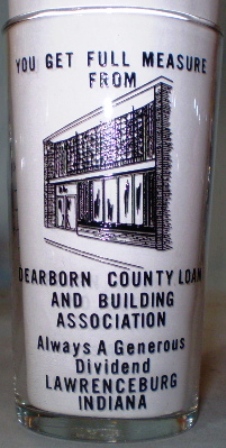 YOU GET FULL MEASURE
FROM
DEARBORN COUNTY LOAN
AND BUILDING
ASSOCIATION
Always A Generous
Dividend
LAWRENCEBURG
INDIANA